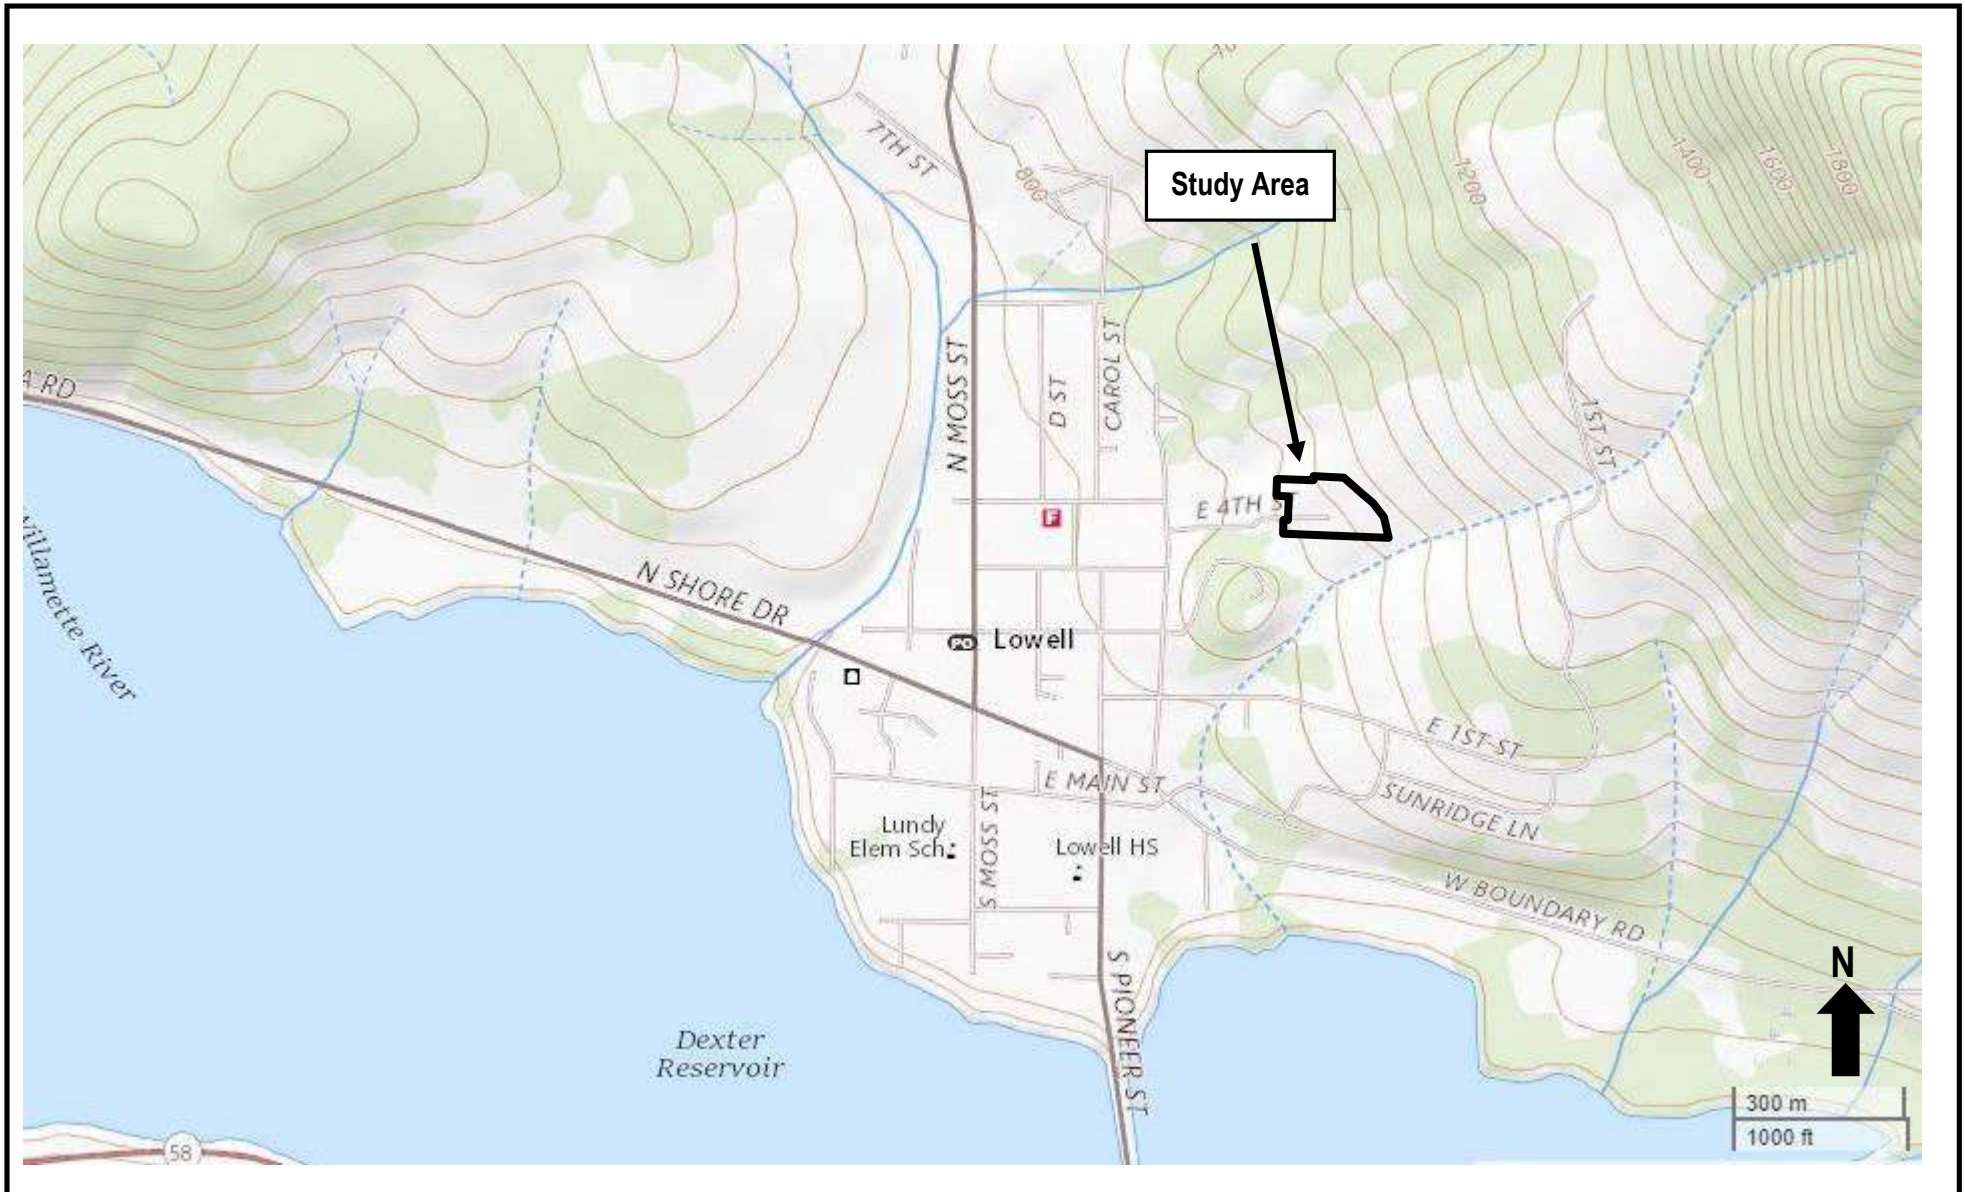 7TH ST
800
Study Area
1200
1400
1600
1800
N MOSS ST
D ST
CAROL ST
1ST ST
E 4TH ST
F
N SHORE DR
PO
Lowell
E 1ST ST
E MAIN ST
SUNRIDGE LN
Lundy
Elem Sch
S MOSS ST
Lowell HS
W BOUNDARY RD
S PIONEER ST
Dexter
Reservoir
N
300 m
1000 ft
58
A RD
River